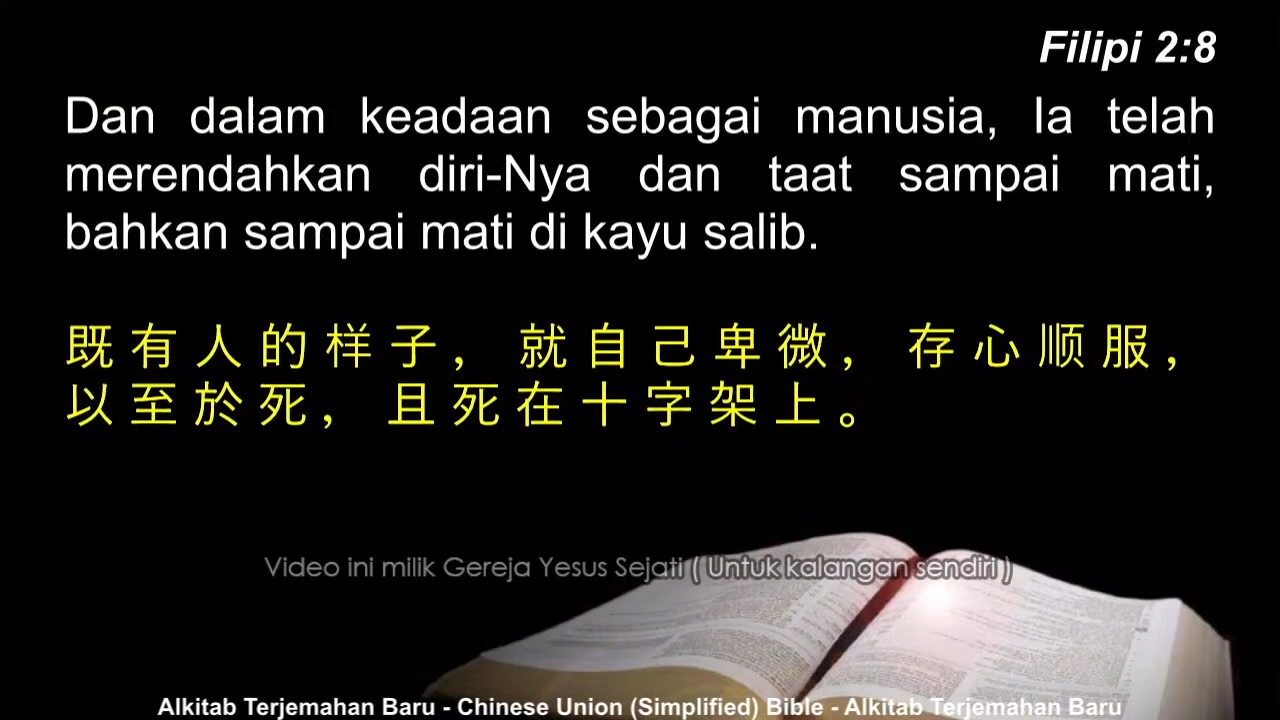 Filipi 2:8
Dan dalam keadaan sebagai manusia, Ia telah
merendahkan diri-Nya dan taat sampai mati,
bahkan sampai mati di kayu salib.
既有人的样子，就自己卑微，存心顺服，
以至於死，且死在十字架上。
Video ini milik Gereja Yesus Sejati ( Untuk kalangan sendiri )
Alkitab Terjemahan Baru - Chinese Union (Simplified) Bible - Alkitab Terjemahan Baru